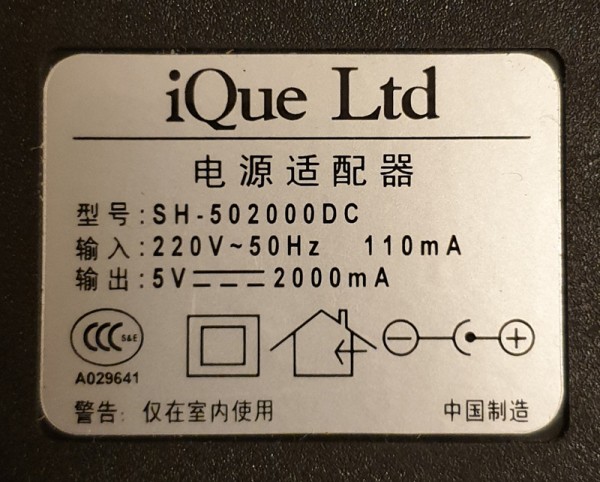 iQue Ltd
电源适配器
型号:SH-502000DC
输入:220V~50Hz 110mA
输出:5V⎓2000mA
CCC S&E
A029641
警告: 仅在室内使用 中国制造